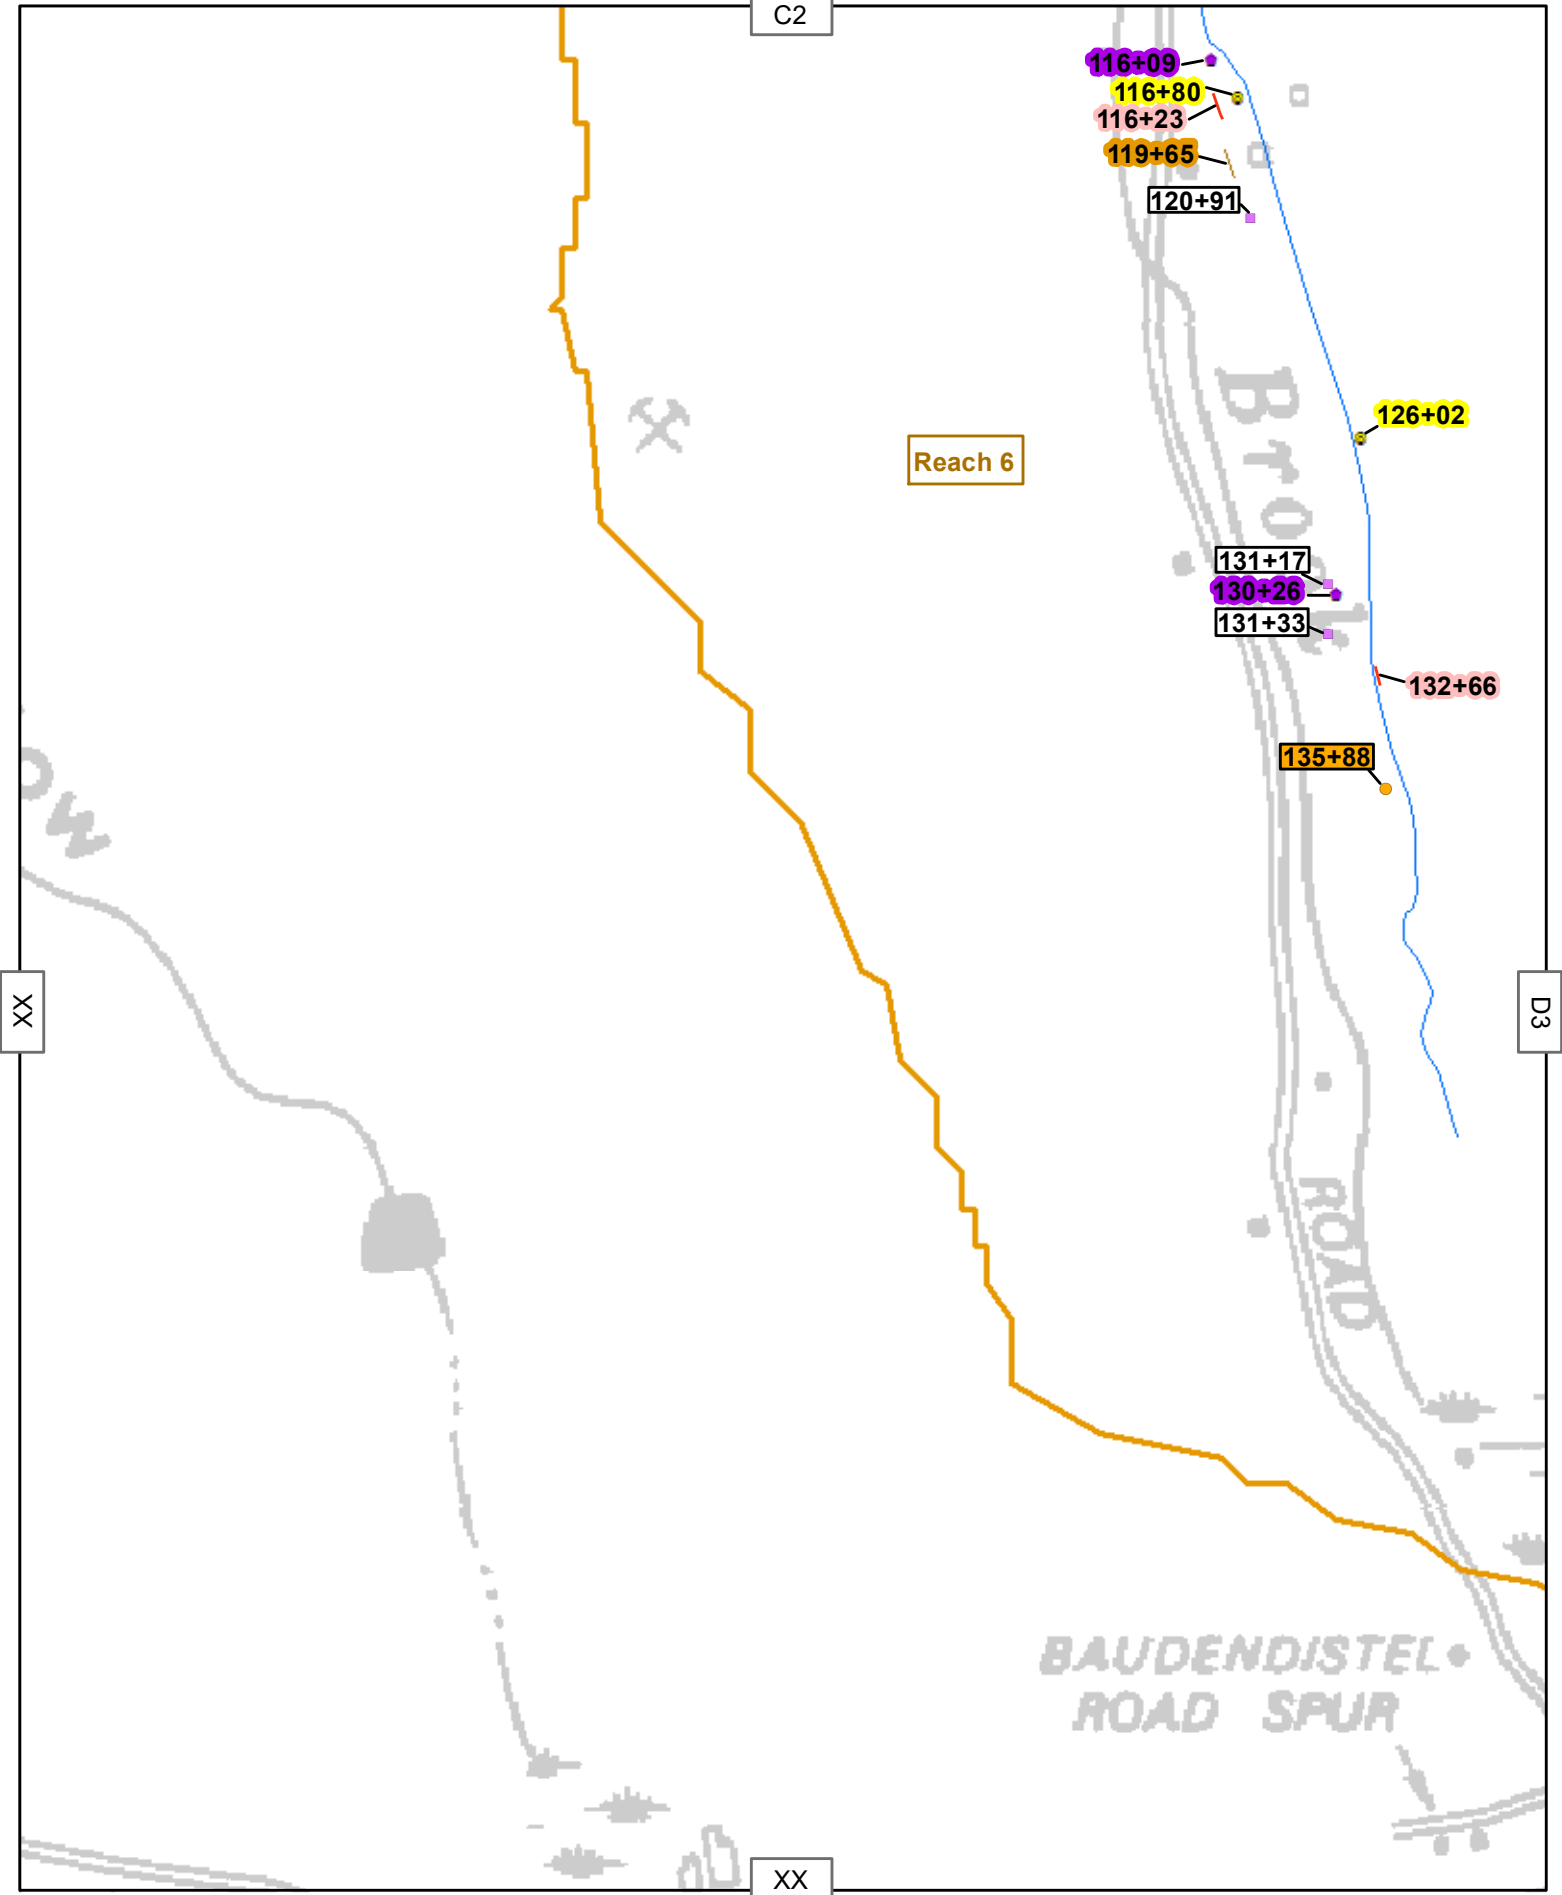 C2
116+09
116+80
116+23
119+65
120+91
126+02
Reach 6
131+17
130+26
131+33
132+66
135+88
OW
XX
D3
ROAD
BAUDENDISTEL
ROAD SPUR
XX